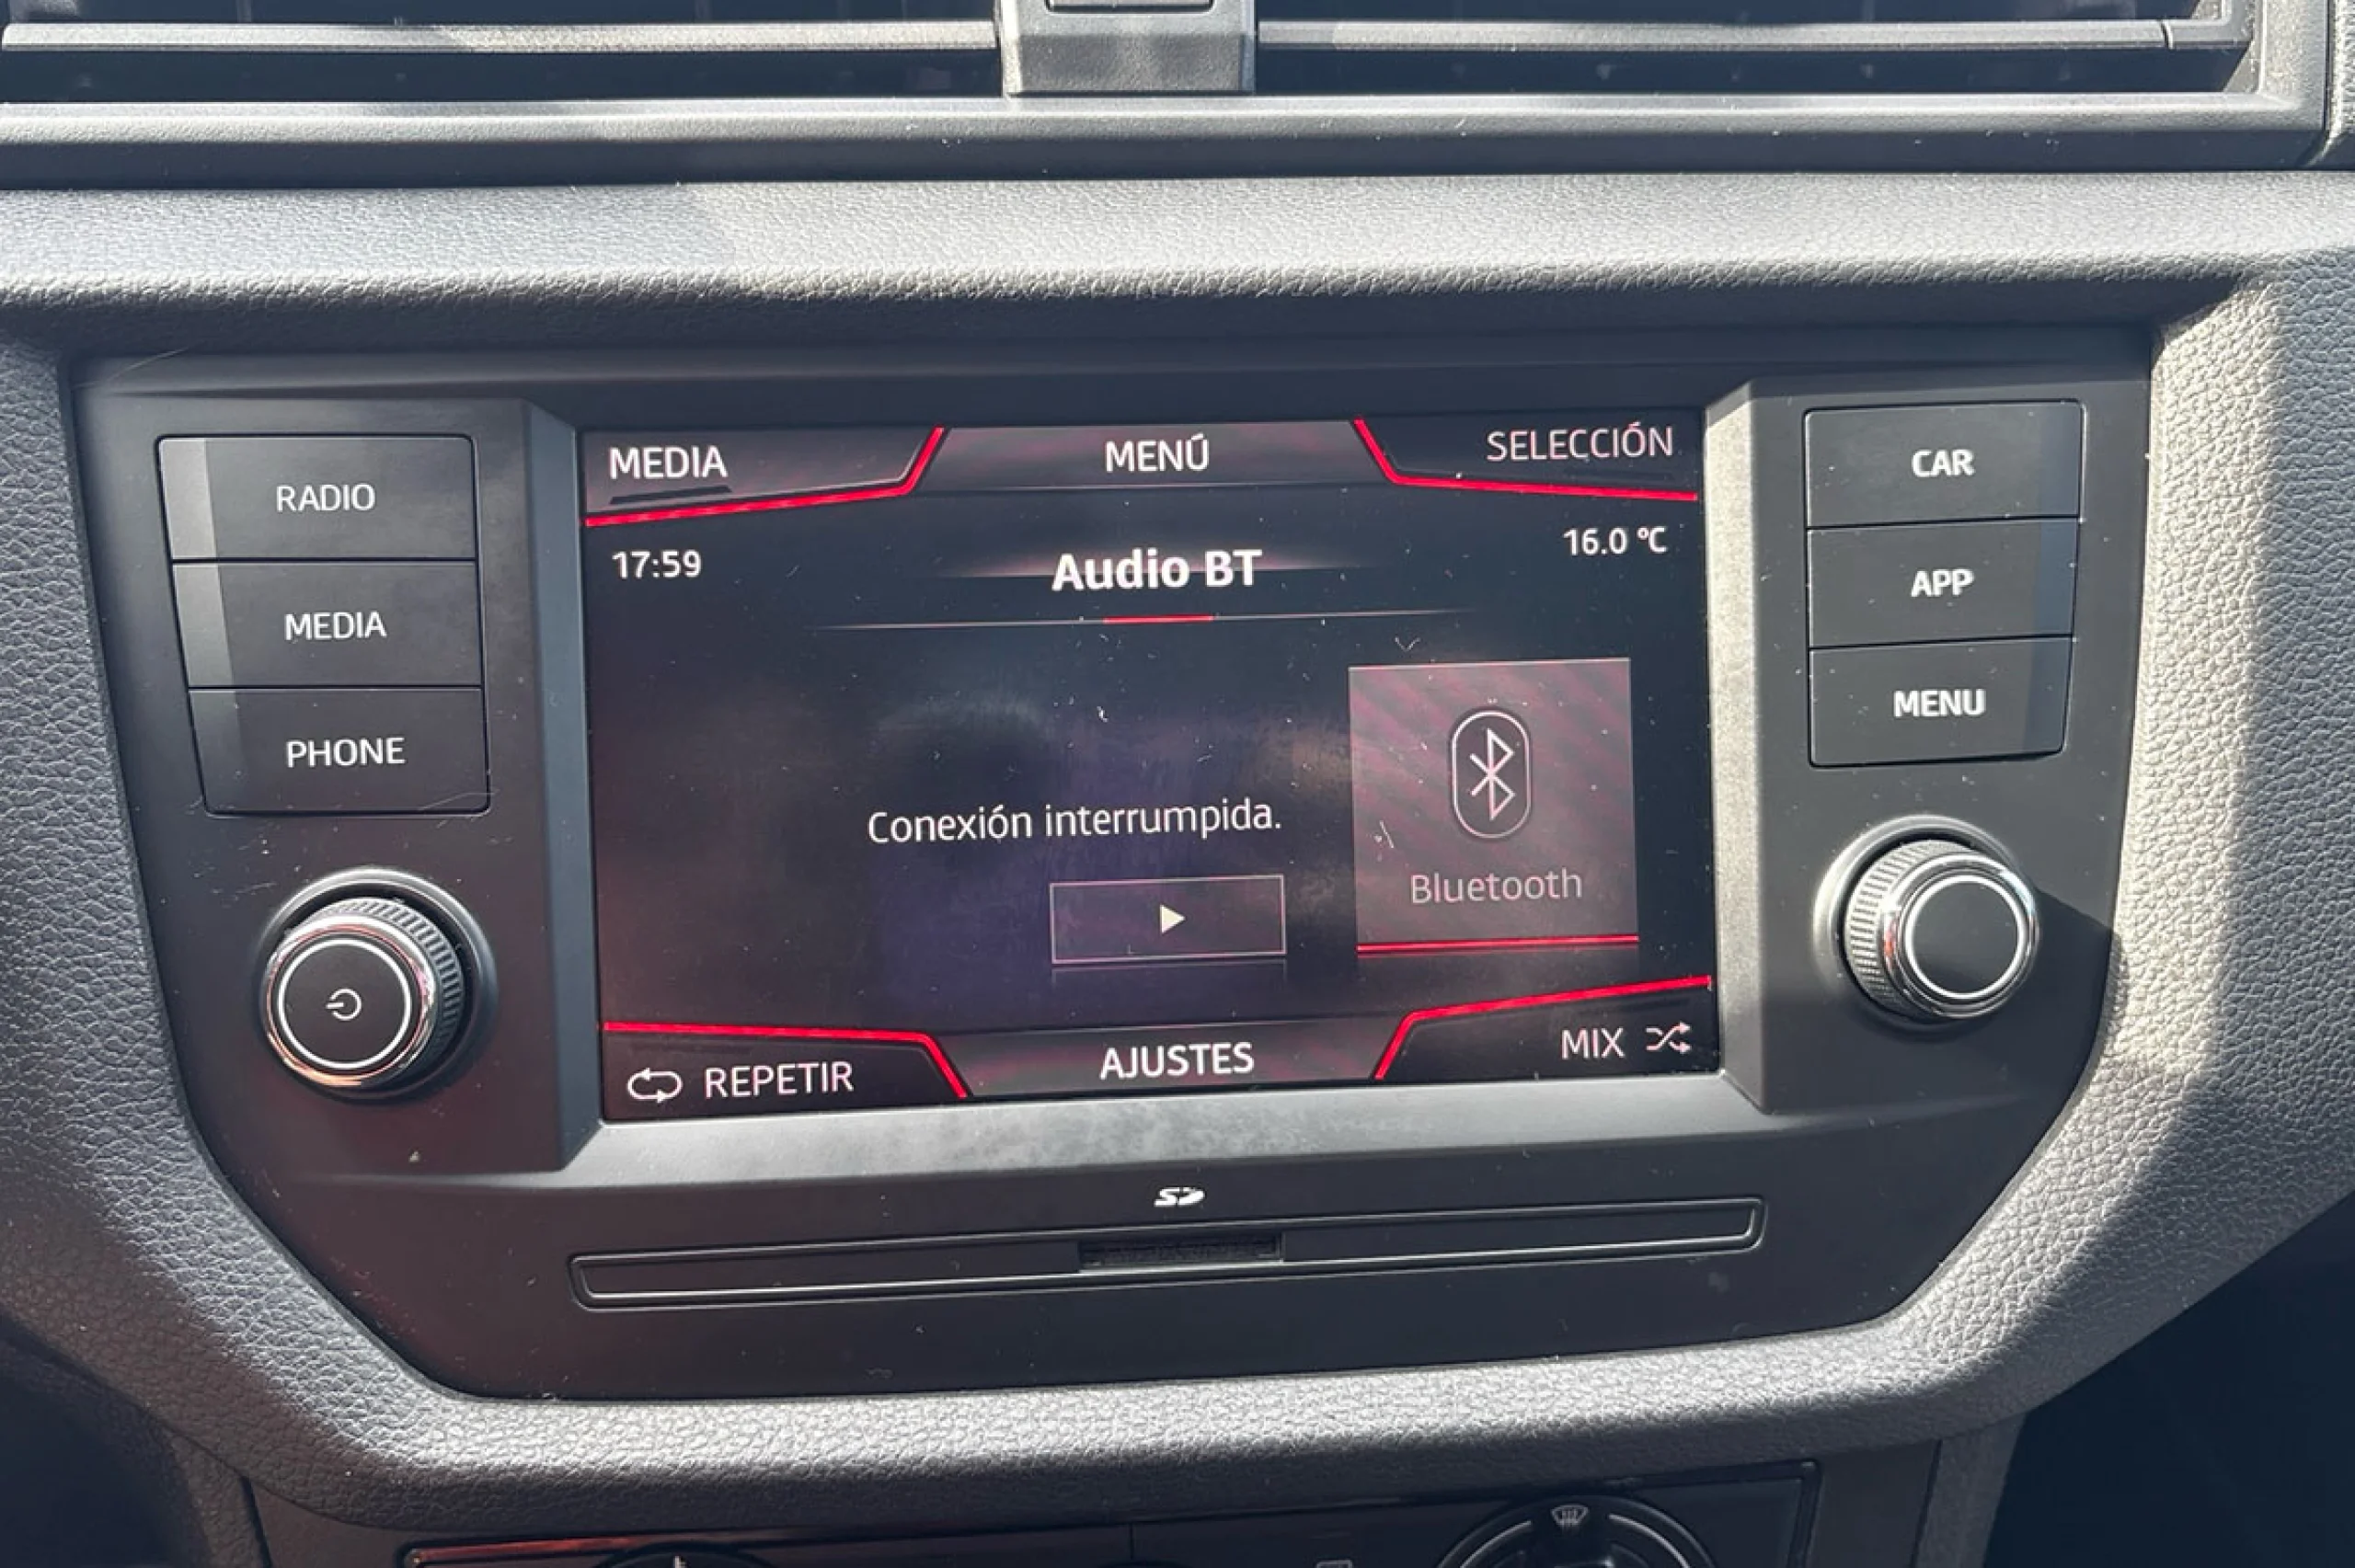 RADIO
MEDIA
PHONE
MEDIA
MENÚ
SELECCIÓN
17:59
Audio BT
16.0 °C
Conexión interrumpida.
Bluetooth
REPETIR
AJUSTES
MIX
CAR
APP
MENU
SD